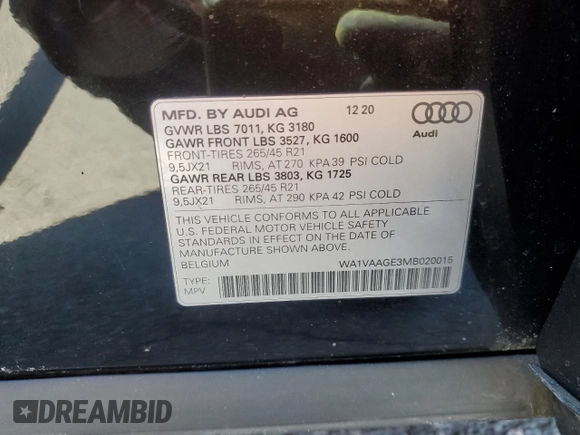 MFD. BY AUDI AG 12 20
GVWR LBS 7011, KG 3180
GAWR FRONT LBS 3527, KG 1600
FRONT-TIRES 265/45 R21
9,5JX21 RIMS, AT 270 KPA 39 PSI COLD
GAWR REAR LBS 3803, KG 1725
REAR-TIRES 265/45 R21
9,5JX21 RIMS, AT 290 KPA 42 PSI COLD
Audi
THIS VEHICLE CONFORMS TO ALL APPLICABLE
U.S. FEDERAL MOTOR VEHICLE SAFETY
STANDARDS IN EFFECT ON THE DATE OF
MANUFACTURE SHOWN ABOVE.
BELGIUM WA1VAAGE3MB020015
TYPE:
MPV
DREAMBID